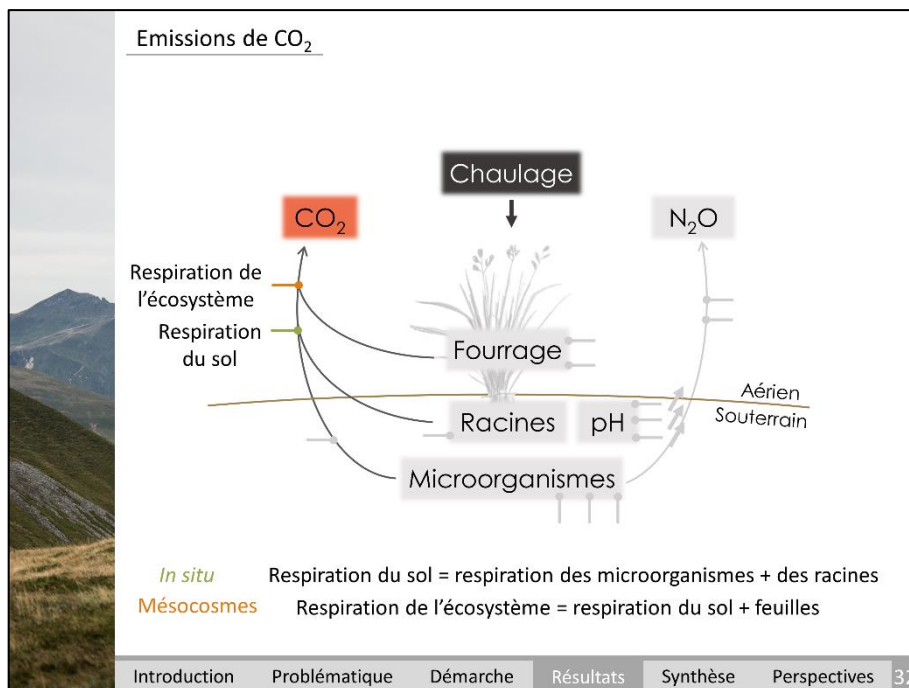 Emissions de CO₂
Chaulage
CO₂
N₂O
Respiration de
l'écosystème
Respiration
du sol
Fourrage
Aérien
Racines
pH
Souterrain
Microorganismes
In situ
Respiration du sol = respiration des microorganismes + des racines
Mésocosmes
Respiration de l'écosystème = respiration du sol + feuilles
Introduction Problématique Démarche Résultats Synthèse Perspectives 32